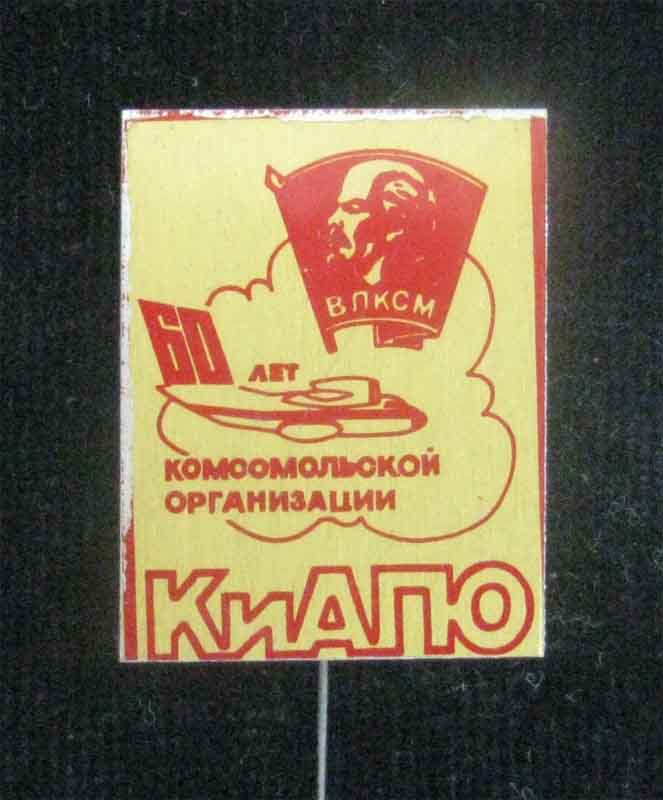 ВЛКСМ
60
ЛЕТ
КОМСОМОЛЬСКОЙ
ОРГАНИЗАЦИИ
КиАПО